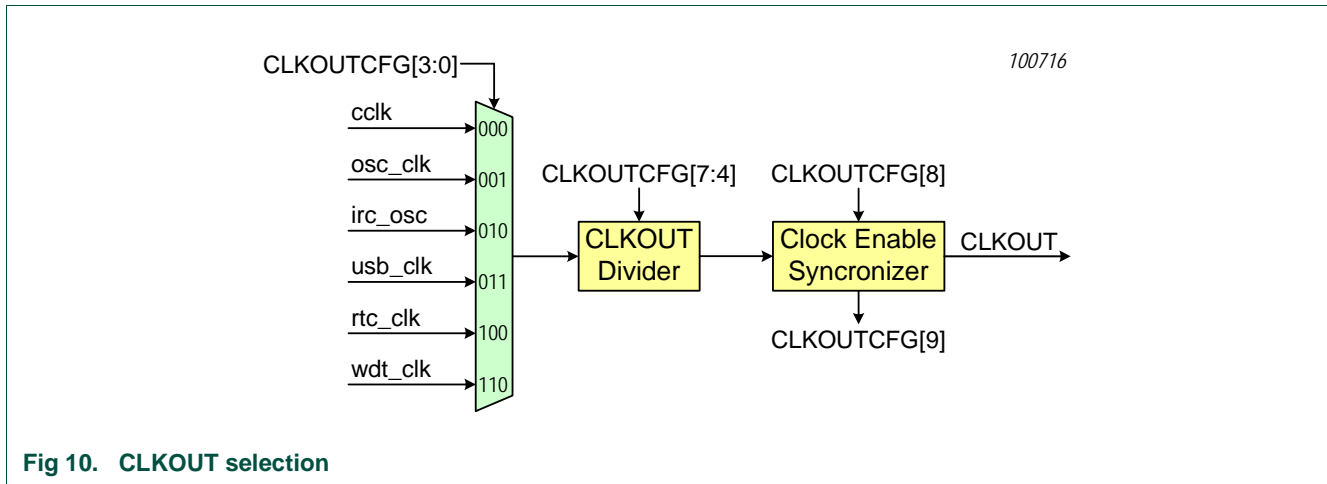 100716
CLKOUTCFG[3:0]
cclk
000
osc_clk
001
irc_osc
010
usb_clk
011
rtc_clk
100
wdt_clk
110
CLKOUTCFG[7:4]
CLKOUT
Divider
CLKOUTCFG[8]
Clock Enable
Syncronizer
CLKOUT
CLKOUTCFG[9]
Fig 10. CLKOUT selection